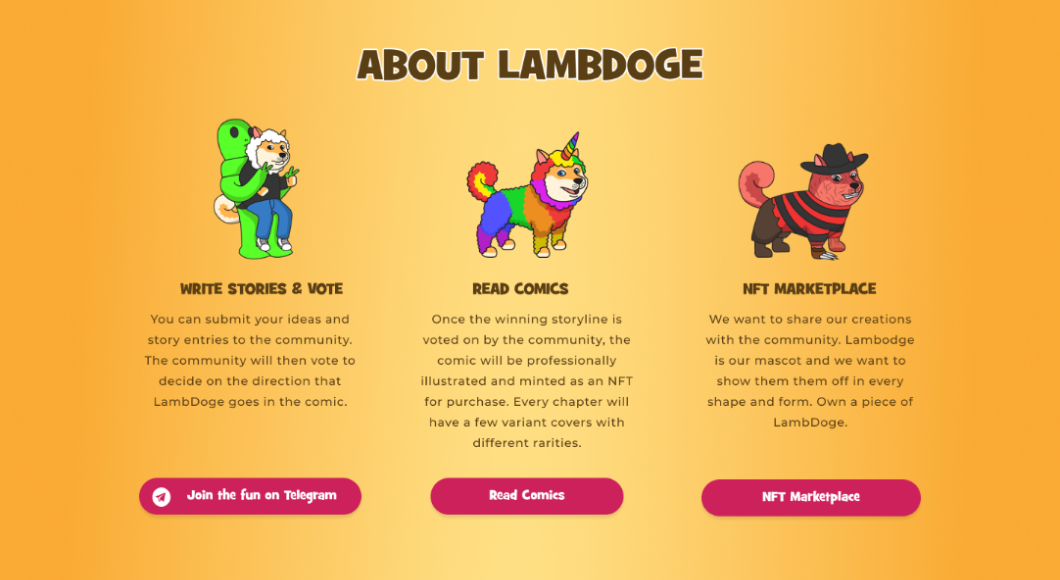 ABOUT LAMBDOGE
WRITE STORIES & VOTE
You can submit your ideas and
story entries to the community.
The community will then vote to
decide on the direction that
LambDoge goes in the comic.
Join the fun on Telegram
READ COMICS
Once the winning storyline is
voted on by the community, the
comic will be professionally
illustrated and minted as an NFT
for purchase. Every chapter will
have a few variant covers with
different rarities.
Read Comics
NFT MARKETPLACE
We want to share our creations
with the community. Lambodge
is our mascot and we want to
show them them off in every
shape and form. Own a piece of
LambDoge.
NFT Marketplace